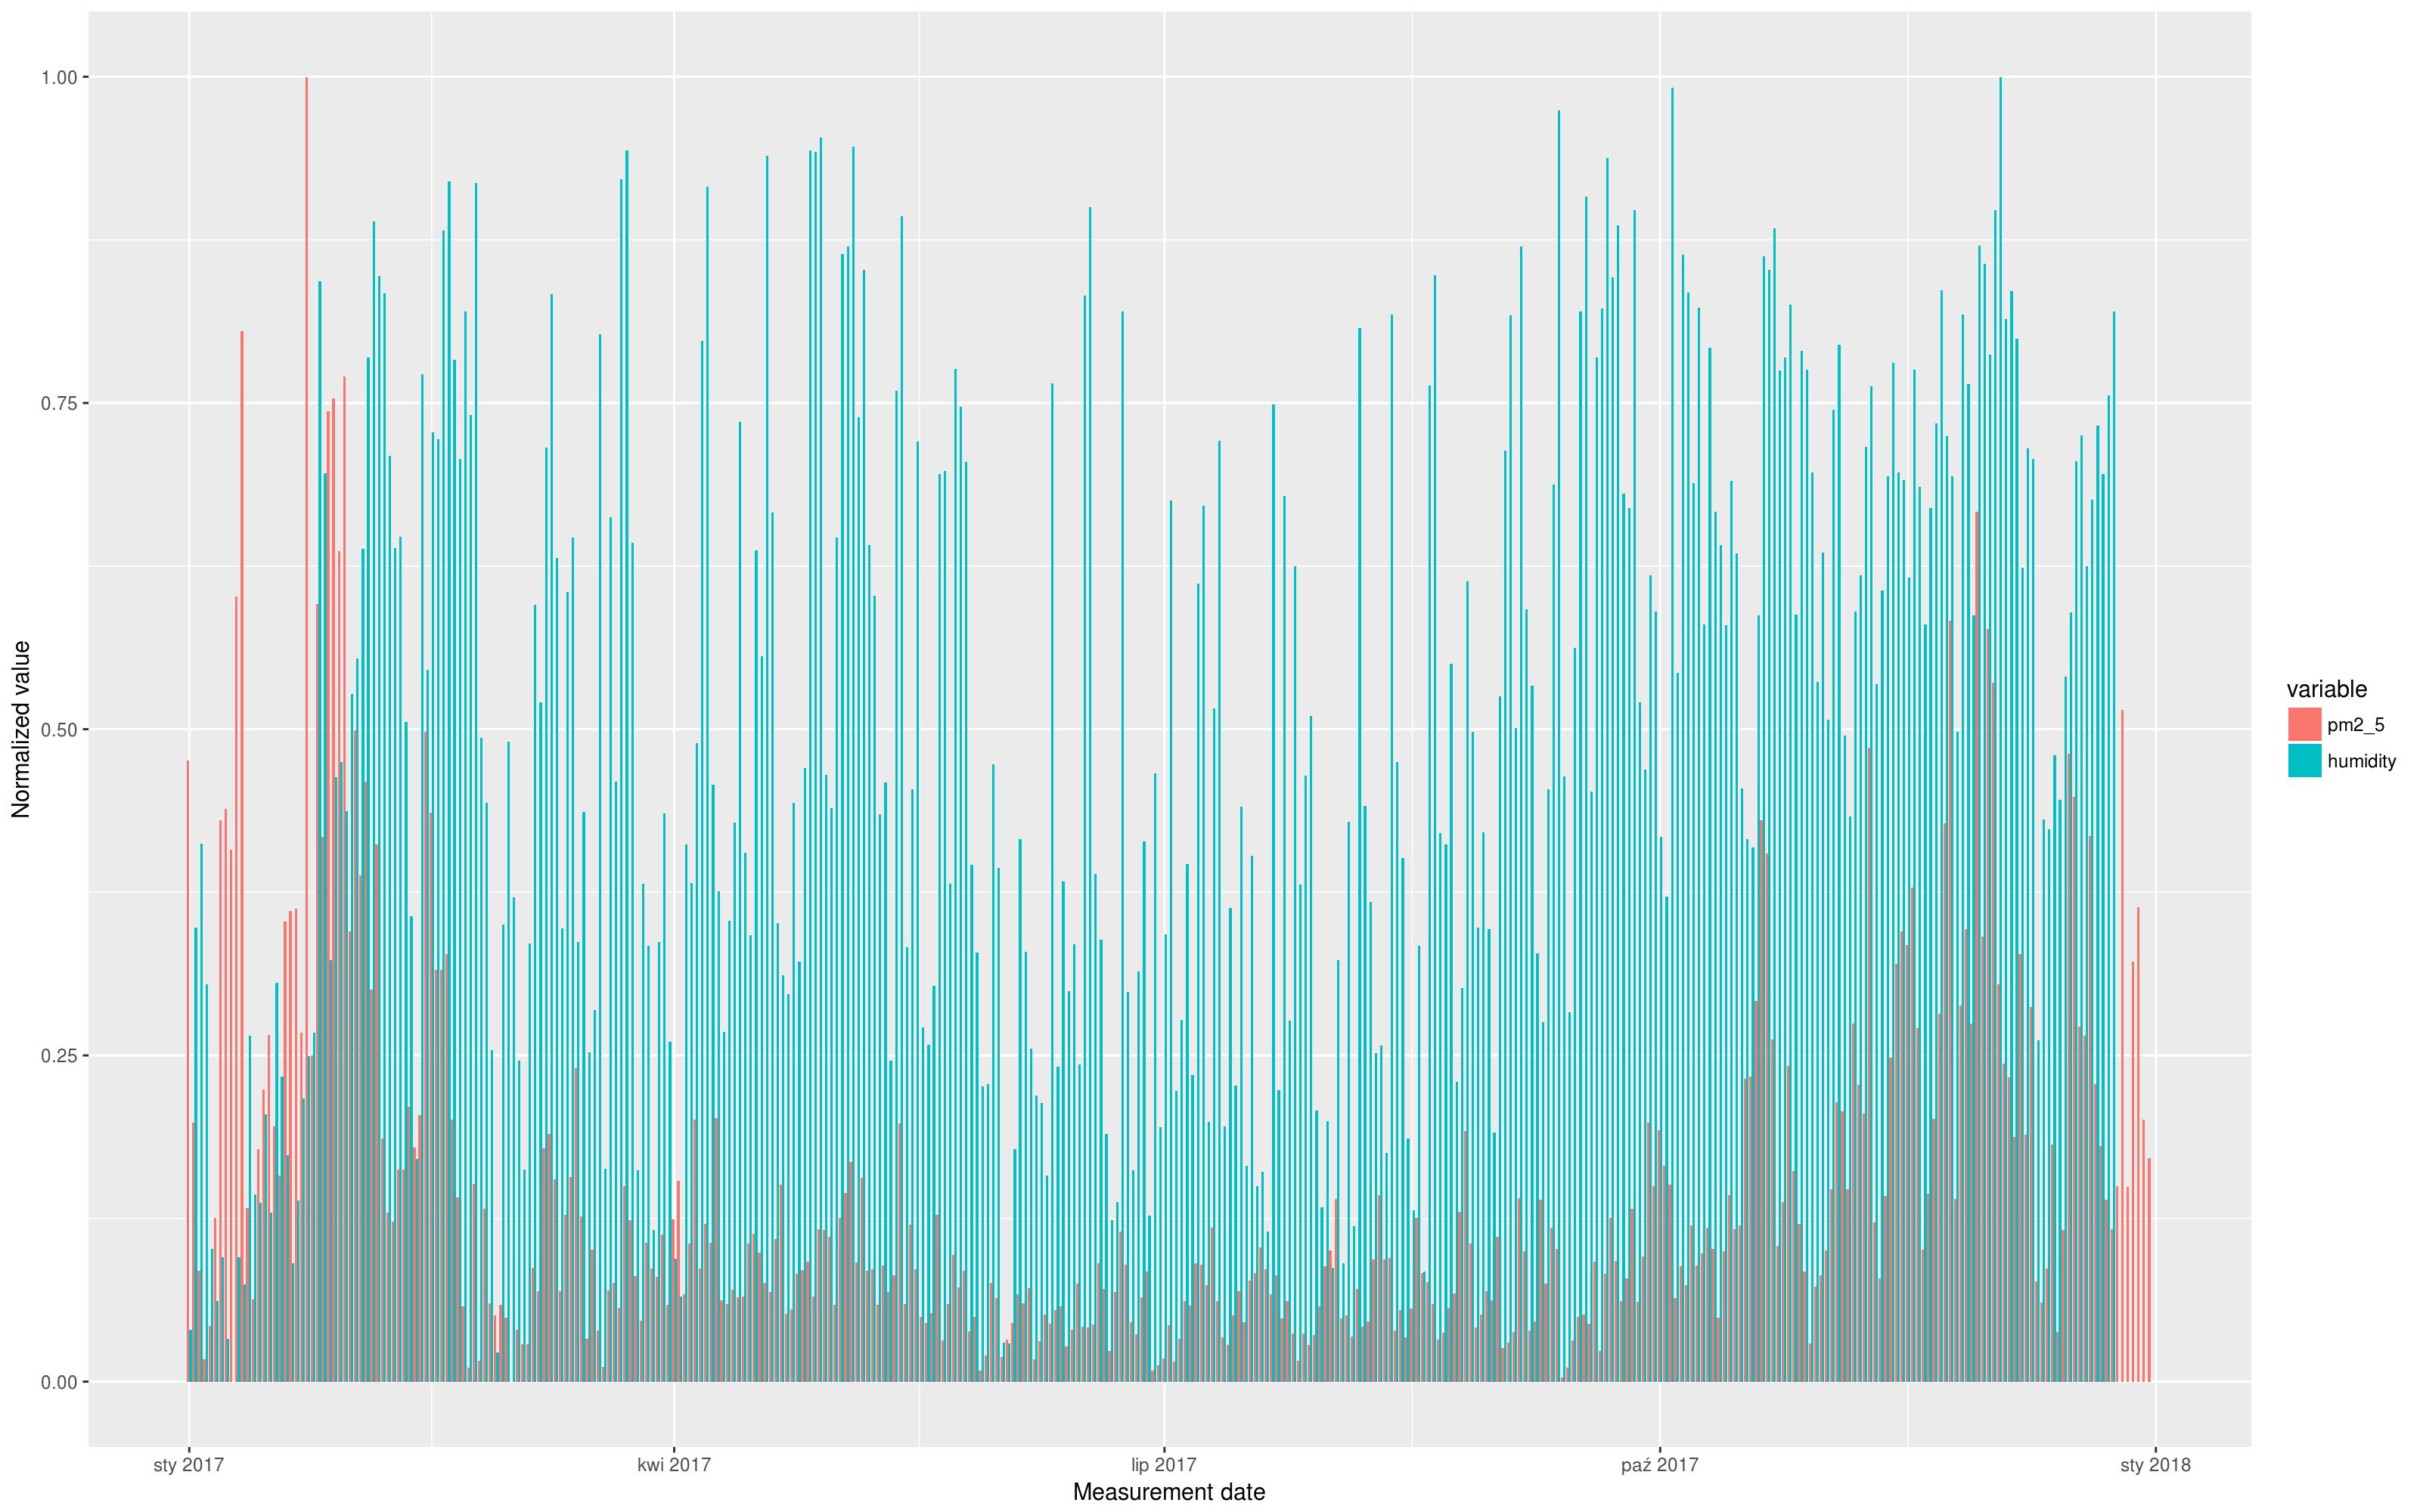 1.00
0.75
0.50
0.25
0.00
Normalized value
sty 2017
kwi 2017
lip 2017
paź 2017
sty 2018
Measurement date
variable
pm2_5
humidity